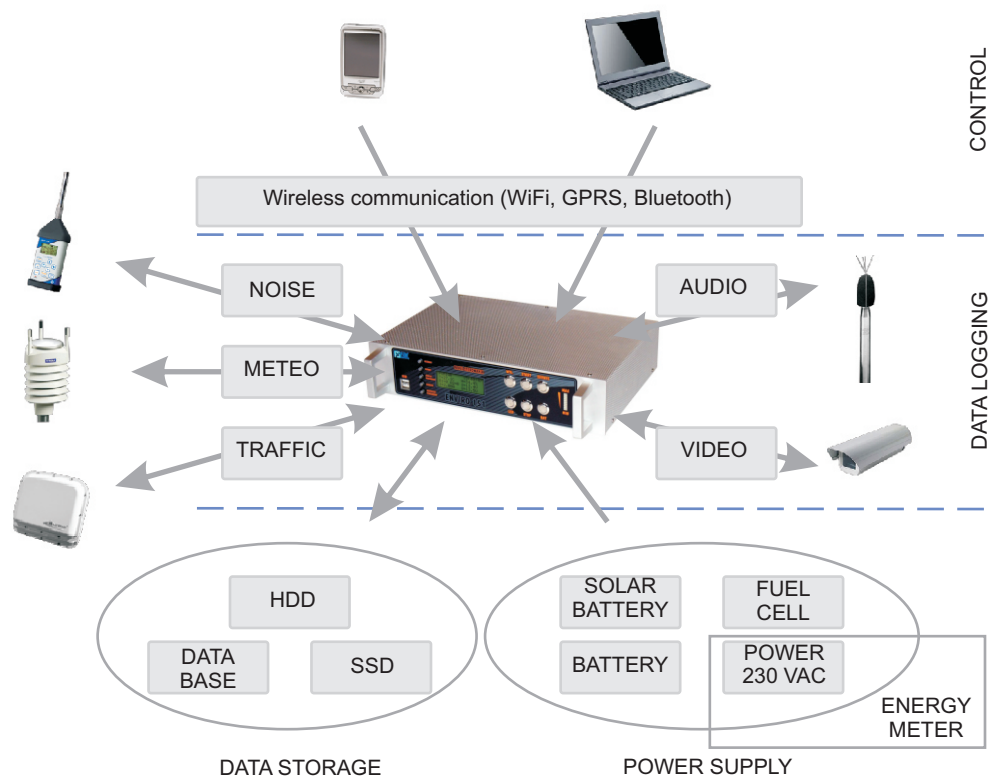 CONTROL
Wireless communication (WiFi, GPRS, Bluetooth)
NOISE
AUDIO
METEO
DATA LOGGING
TRAFFIC
VIDEO
HDD
DATA
BASE
SSD
SOLAR
BATTERY
FUEL
CELL
BATTERY
POWER
230 VAC
ENERGY
METER
DATA STORAGE
POWER SUPPLY